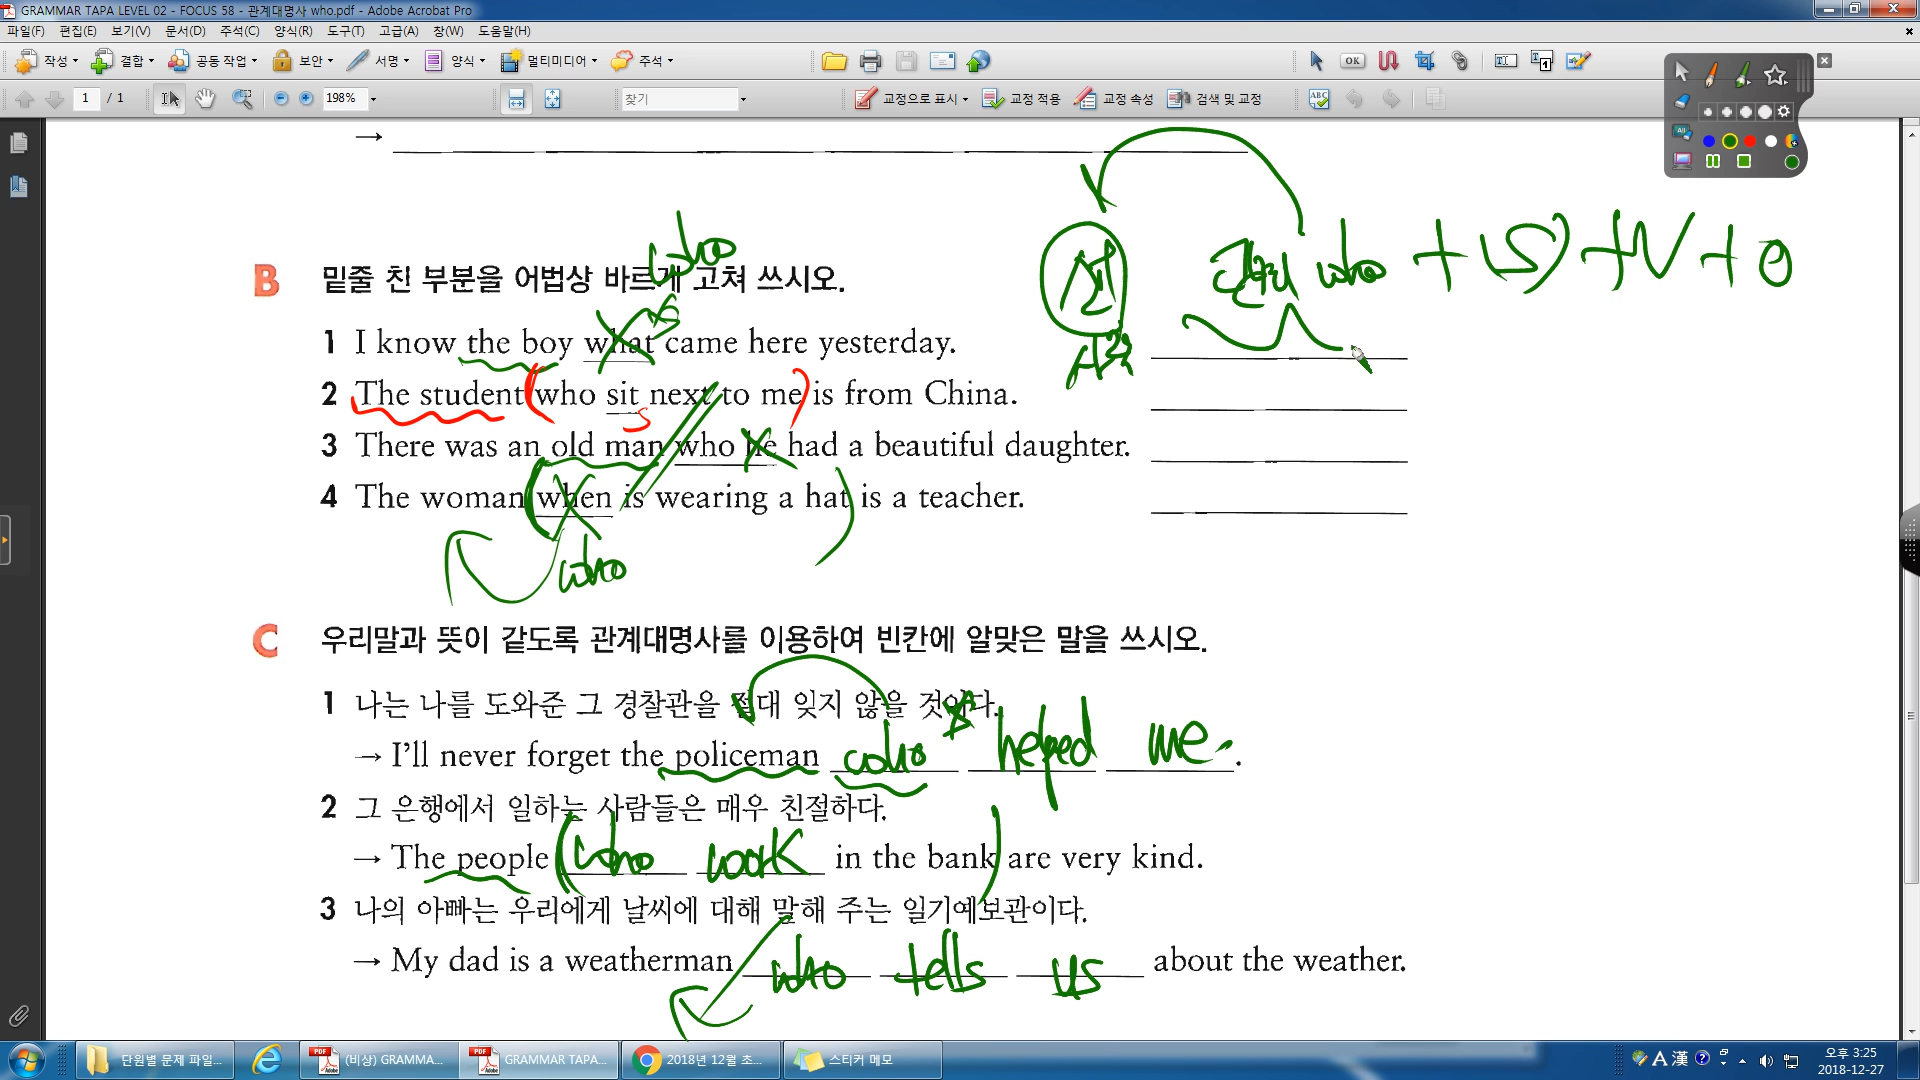 GRAMMAR TAPA LEVEL 02 - FOCUS 58 - 관계대명사 who.pdf - Adobe Acrobat Pro
파일(F) 편집(E) 보기(V) 문서(D) 주석(C) 양식(R) 도구(T) 고급(A) 창(W) 도움말(H)
작성 결합 공동 작업 보안 서명 양식 멀티미디어 주석 OK
1 / 1 198% 찾기 교정으로 표시 교정 적용 교정 속성 검색 및 교정
→
who
who + (S) + V + O
B 밑줄 친 부분을 어법상 바르게 고쳐 쓰시오.
1 I know the boy what came here yesterday.
2 The student (who sit next to me) is from China.
s
3 There was an old man who he had a beautiful daughter.
4 The woman (when is wearing a hat) is a teacher.
who
C 우리말과 뜻이 같도록 관계대명사를 이용하여 빈칸에 알맞은 말을 쓰시오.
1 나는 나를 도와준 그 경찰관을 절대 잊지 않을 것이다.
→ I'll never forget the policeman who helped me.
2 그 은행에서 일하는 사람들은 매우 친절하다.
→ The people (who work in the bank) are very kind.
3 나의 아빠는 우리에게 날씨에 대해 말해 주는 일기예보관이다.
→ My dad is a weatherman who tells us about the weather.
단원별 문제 파일... (비상) GRAMMA... GRAMMAR TAPA... 2018년 12월 초... 스티커 메모
A 漢 오후 3:25
2018-12-27